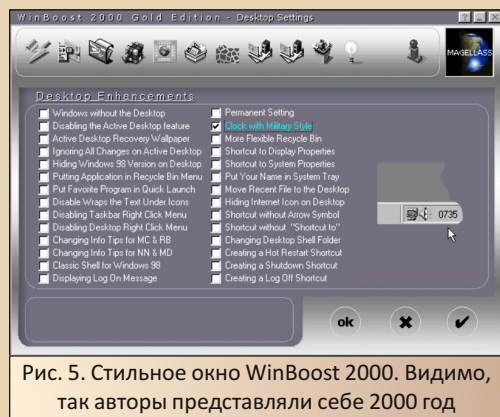 WinBoost 2000 Gold Edition - Desktop Settings
MAGELLASS
Desktop Enhancements
Windows without the Desktop
Disabling the Active Desktop feature
Active Desktop Recovery Wallpaper
Ignoring All Changes on Active Desktop
Hiding Windows 98 Version on Desktop
Putting Application in Recycle Bin Menu
Put Favorite Program in Quick Launch
Disable Wraps the Text Under Icons
Disabling Taskbar Right Click Menu
Disabling Desktop Right Click Menu
Changing Info Tips for MC & RB
Changing Info Tips for NN & MD
Classic Shell for Windows 98
Displaying Log On Message
Permanent Setting
Clock with Military Style
More Flexible Recycle Bin
Shortcut to Display Properties
Shortcut to System Properties
Put Your Name in System Tray
Move Recent File to the Desktop
Hiding Internet Icon on Desktop
Shortcut without Arrow Symbol
Shortcut without "Shortcut to"
Changing Desktop Shell Folder
Creating a Hot Restart Shortcut
Creating a Shutdown Shortcut
Creating a Log Off Shortcut
0735
ok
Рис. 5. Стильное окно WinBoost 2000. Видимо,
так авторы представляли себе 2000 год